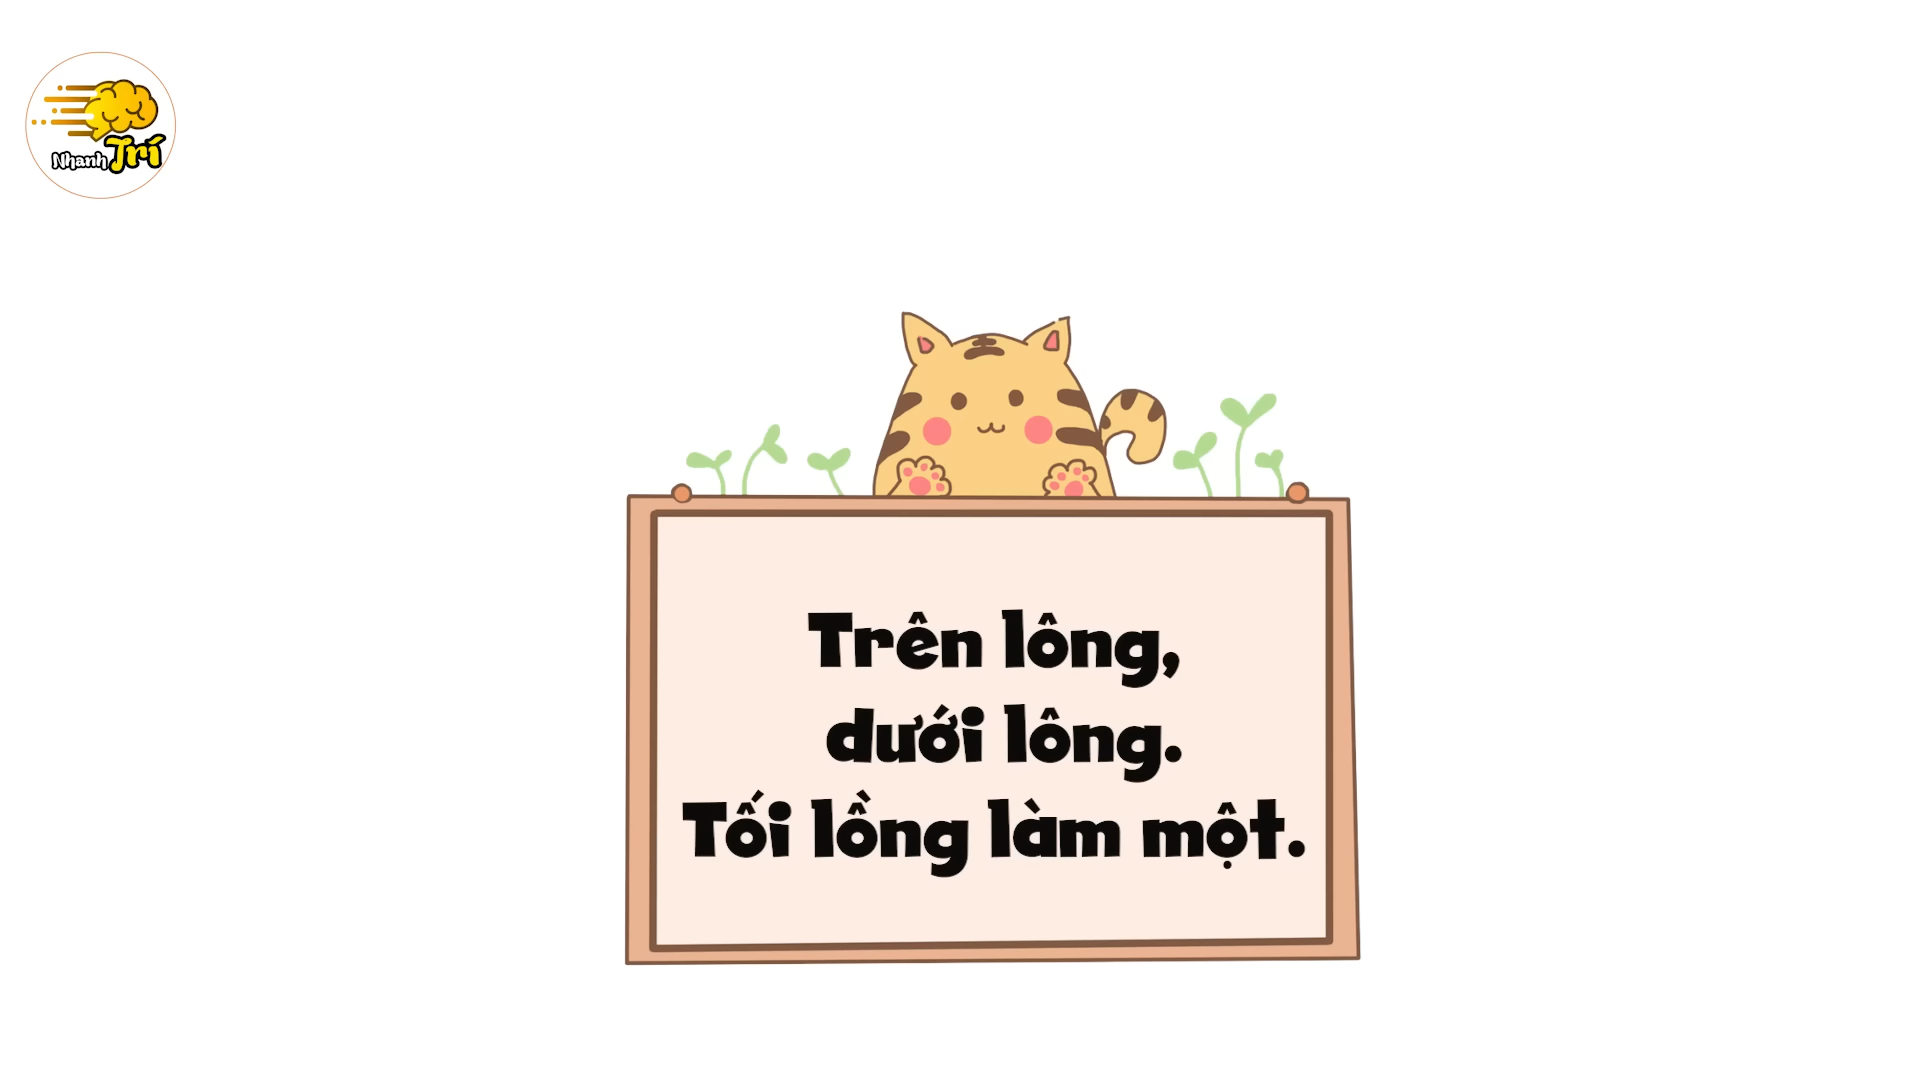 Nhanh Trí
Trên lông,
dưới lông.
Tối lồng làm một.